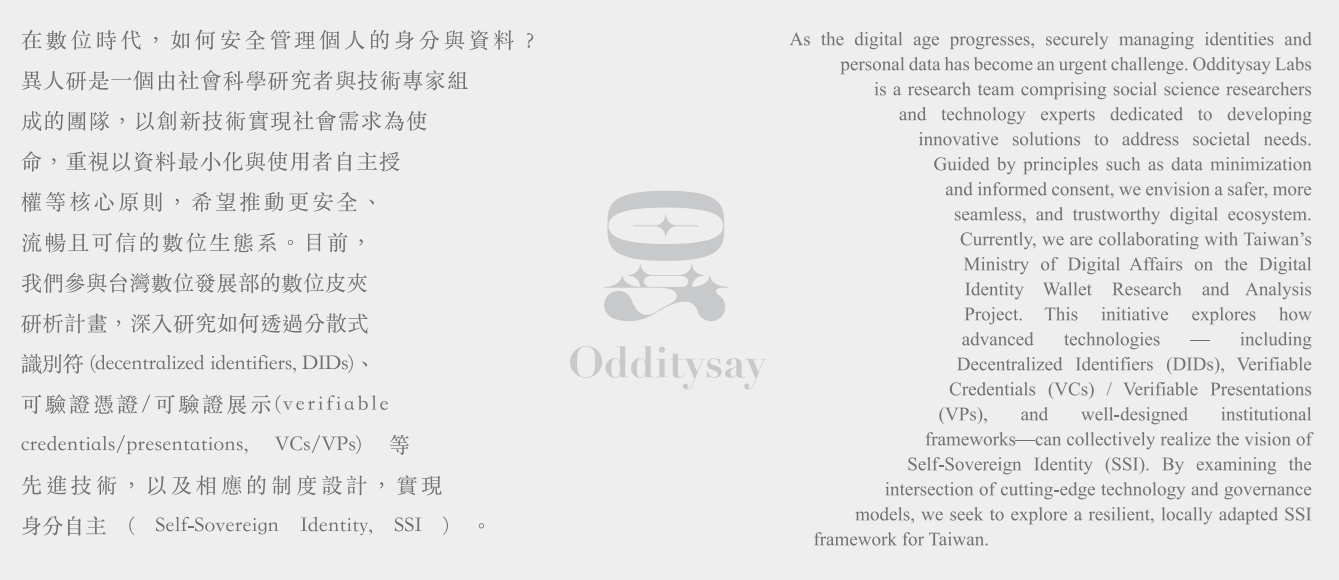 在數位時代，如何安全管理個人的身分與資料？
異人研是一個由社會科學研究者與技術專家組
成的團隊，以創新技術實現社會需求為使
命，重視以資料最小化與使用者自主授
權等核心原則，希望推動更安全、
流暢且可信的數位生態系。目前，
我們參與台灣數位發展部的數位皮夾
研析計畫，深入研究如何透過分散式
識別符 (decentralized identifiers, DIDs)、
可驗證憑證/可驗證展示(verifiable
credentials/presentations, VCs/VPs) 等
先進技術，以及相應的制度設計，實現
身分自主 （ Self-Sovereign Identity, SSI ） 。
Odditysay
As the digital age progresses, securely managing identities and
personal data has become an urgent challenge. Odditysay Labs
is a research team comprising social science researchers
and technology experts dedicated to developing
innovative solutions to address societal needs.
Guided by principles such as data minimization
and informed consent, we envision a safer, more
seamless, and trustworthy digital ecosystem.
Currently, we are collaborating with Taiwan’s
Ministry of Digital Affairs on the Digital
Identity Wallet Research and Analysis
Project. This initiative explores how
advanced technologies — including
Decentralized Identifiers (DIDs), Verifiable
Credentials (VCs) / Verifiable Presentations
(VPs), and well-designed institutional
frameworks—can collectively realize the vision of
Self-Sovereign Identity (SSI). By examining the
intersection of cutting-edge technology and governance
models, we seek to explore a resilient, locally adapted SSI
framework for Taiwan.